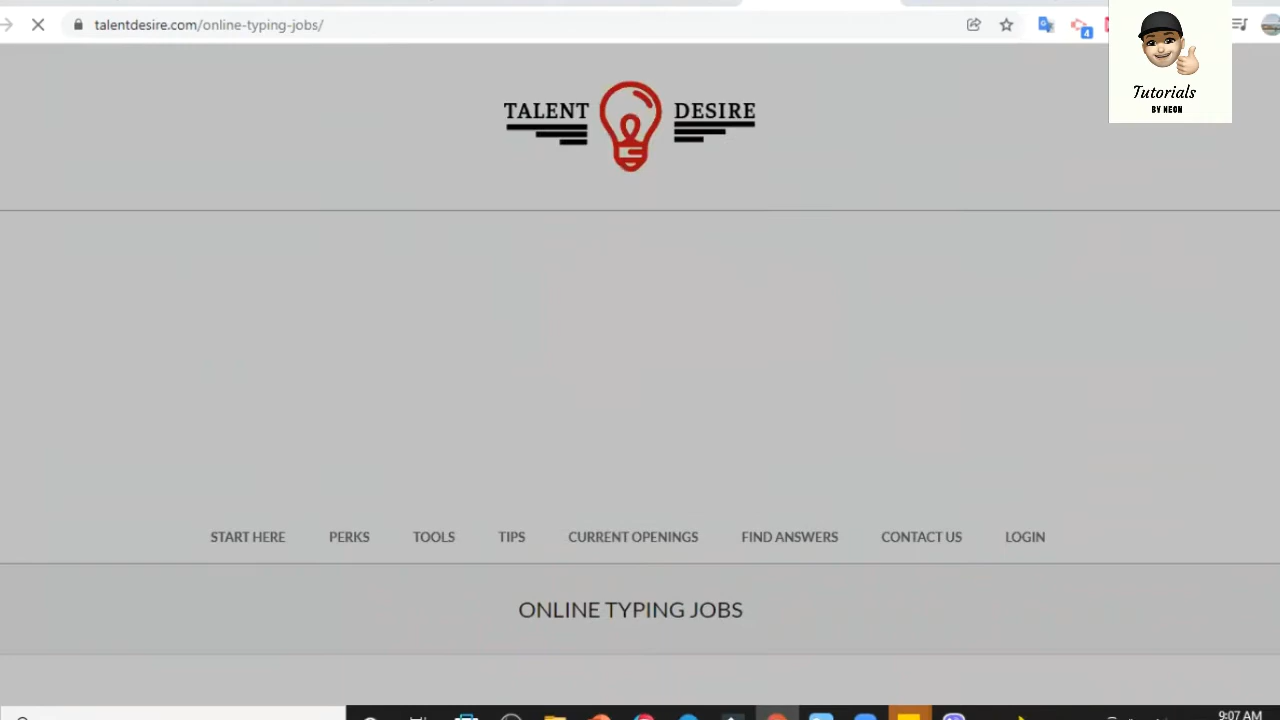 talentdesire.com/online-typing-jobs/
4
Tutorials
BY NEON
TALENT DESIRE
START HERE PERKS TOOLS TIPS CURRENT OPENINGS FIND ANSWERS CONTACT US LOGIN
ONLINE TYPING JOBS
9:07 AM